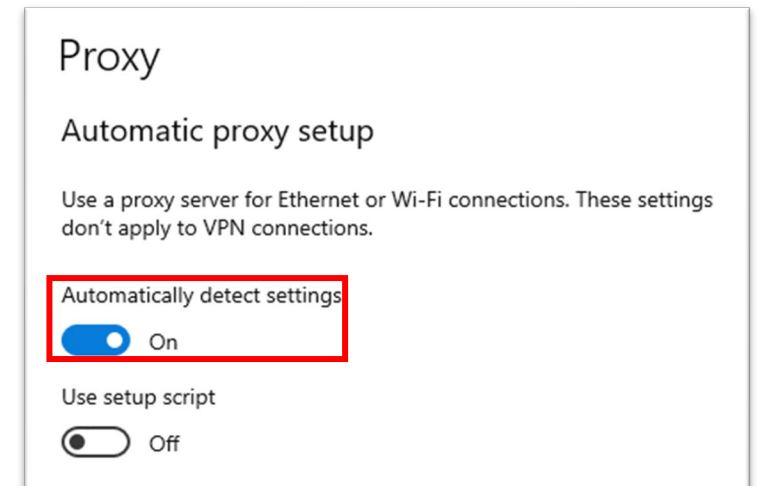 Proxy
Automatic proxy setup
Use a proxy server for Ethernet or Wi-Fi connections. These settings
don’t apply to VPN connections.
Automatically detect settings
On
Use setup script
Off